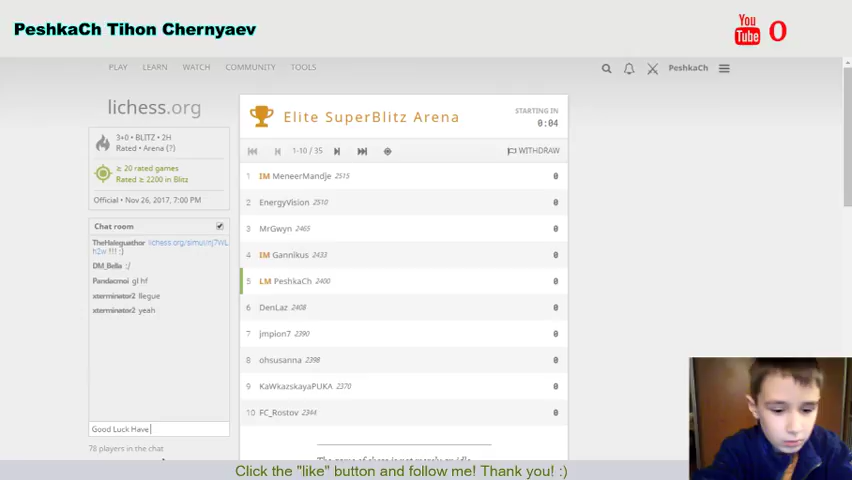 PeshkaCh Tihon Chernyaev
You Tube 0
PLAY LEARN WATCH COMMUNITY TOOLS
PeshkaCh
lichess.org
Elite SuperBlitz Arena
STARTING IN
0:04
3+0 • BLITZ • 2H
Rated • Arena (?)
≥ 20 rated games
Rated ≥ 2200 in Blitz
Official • Nov 26, 2017, 7:00 PM
1-10 / 35
WITHDRAW
Chat room
TheHaleguathor lichess.org/simul/
!!! :)
DM_Bella :/
Pandacmoi gl hf
xterminator2 llegue
xterminator2 yeah
Good Luck Have
78 players in the chat
1 IM MeneerMandje 2515 0
2 EnergyVision 2510 0
3 MrGwyn 2465 0
4 IM Gannikus 2433 0
5 LM PeshkaCh 2400 0
6 DenLaz 2408 0
7 jmpion7 2390 0
8 ohsusanna 2398 0
9 KaWkazskayaPUKA 2370 0
10 FC_Rostov 2344 0
Click the "like" button and follow me! Thank you! :)